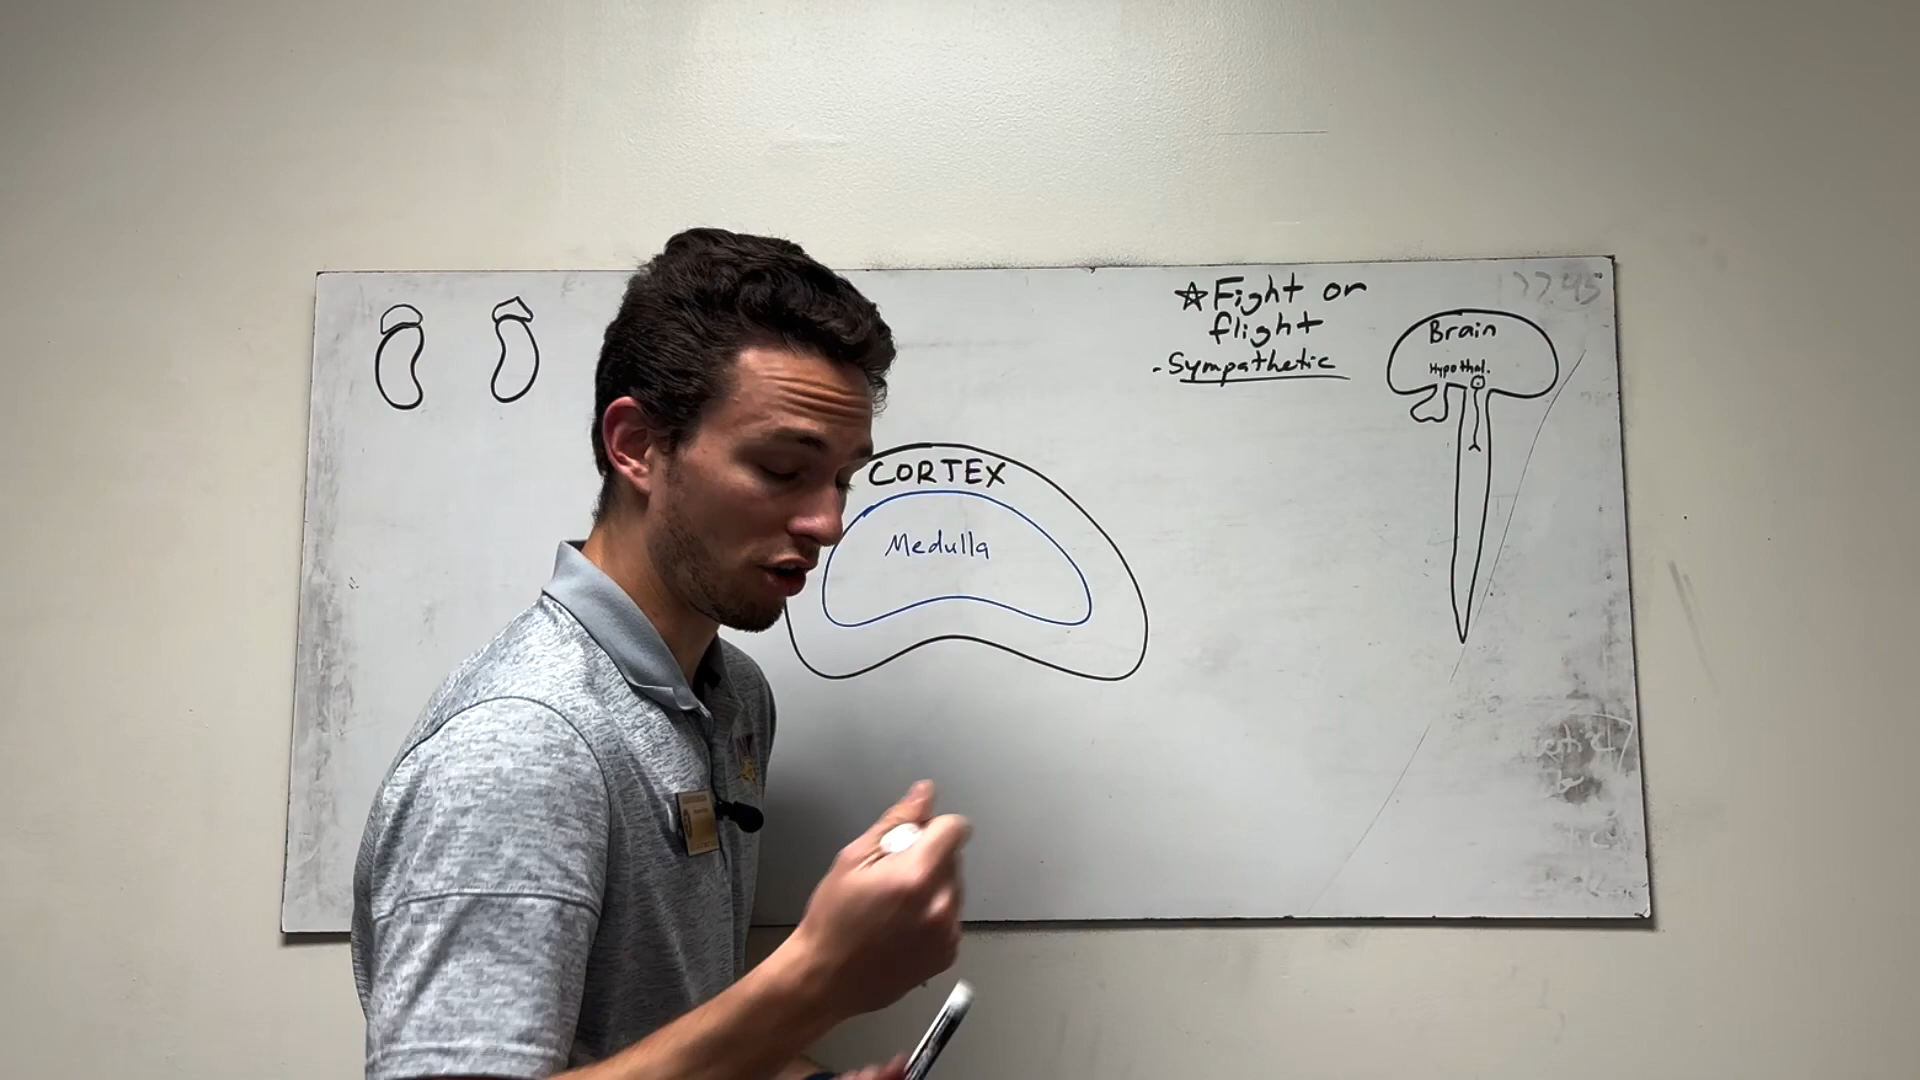 ☆Fight or
flight
- Sympathetic
Brain
Hypothal.
CORTEX
Medulla